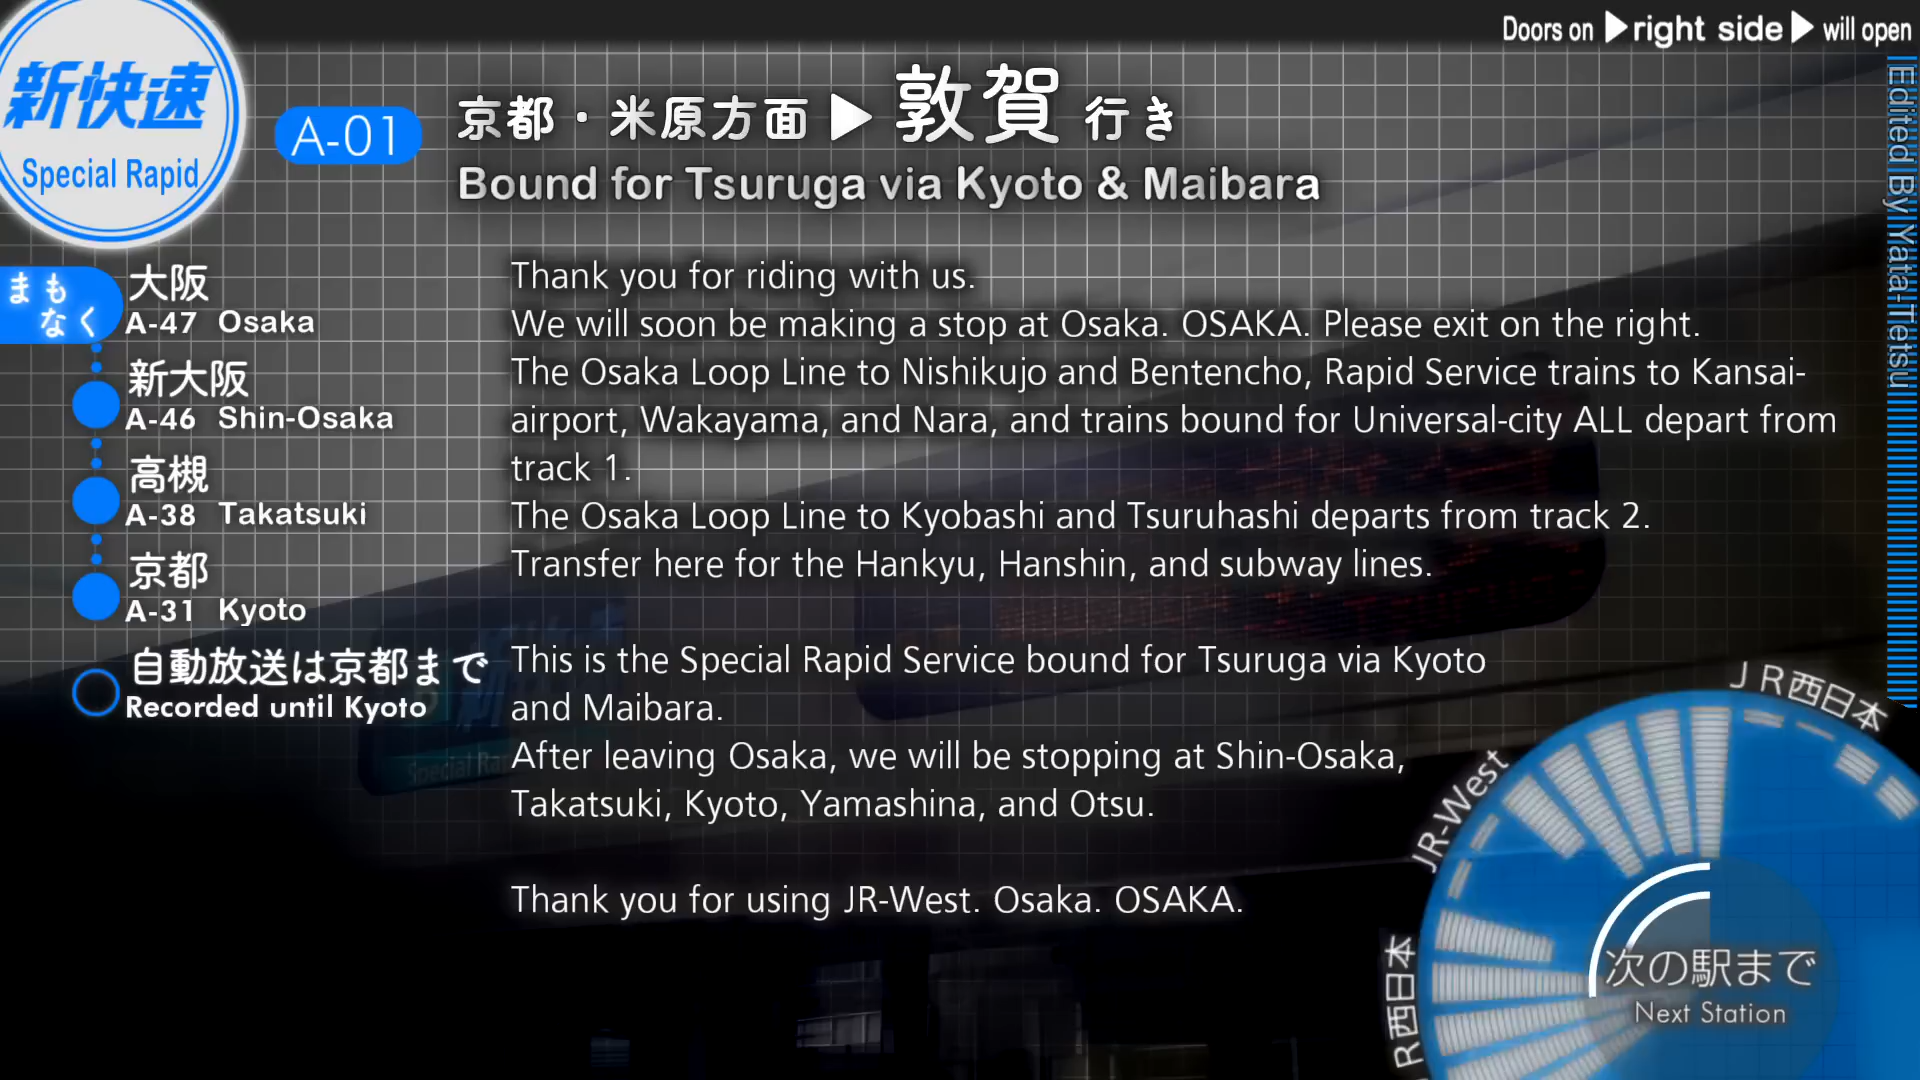 Doors on ▶right side▶ will open
新快速
Special Rapid
A-01
京都・米原方面▶敦賀行き
Bound for Tsuruga via Kyoto & Maibara
Edited By Yata-Tetsu
まもなく
大阪
A-47 Osaka
新大阪
A-46 Shin-Osaka
高槻
A-38 Takatsuki
京都
A-31 Kyoto
自動放送は京都まで
Recorded until Kyoto
Thank you for riding with us.
We will soon be making a stop at Osaka. OSAKA. Please exit on the right.
The Osaka Loop Line to Nishikujo and Bentencho, Rapid Service trains to Kansai-
airport, Wakayama, and Nara, and trains bound for Universal-city ALL depart from
track 1.
The Osaka Loop Line to Kyobashi and Tsuruhashi departs from track 2.
Transfer here for the Hankyu, Hanshin, and subway lines.
This is the Special Rapid Service bound for Tsuruga via Kyoto
and Maibara.
After leaving Osaka, we will be stopping at Shin-Osaka,
Takatsuki, Kyoto, Yamashina, and Otsu.
Thank you for using JR-West. Osaka. OSAKA.
JR西日本
JR-West
R西日本
次の駅まで
Next Station